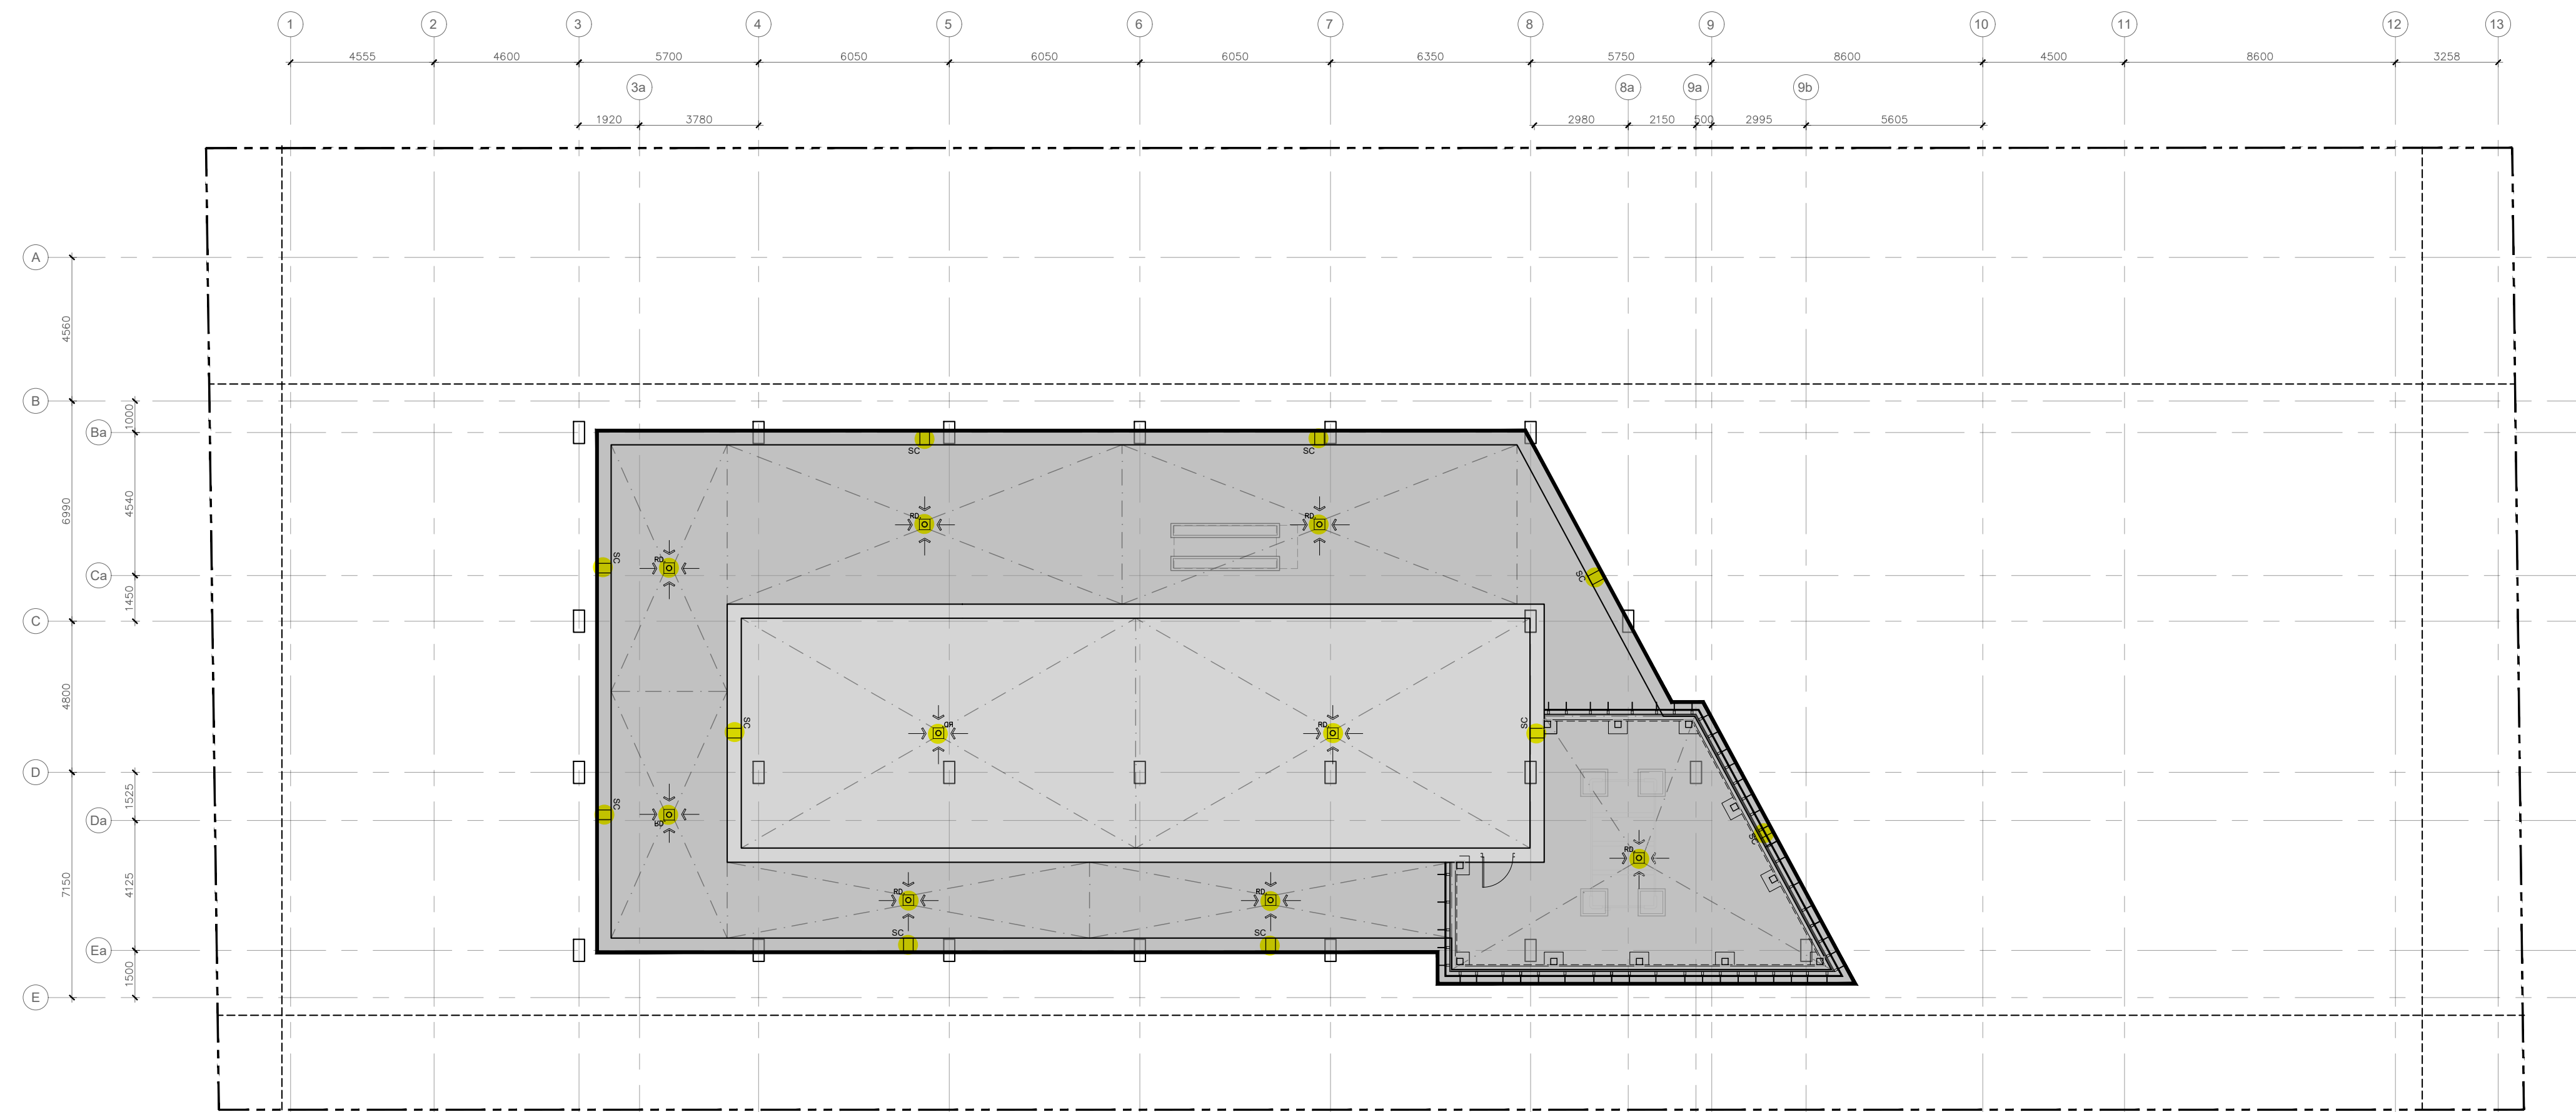 1 2 3 4 5 6 7 8 9 10 11 12 13
4555 4600 5700 6050 6050 6050 6350 5750 8600 4500 8600 3258
3a 8a 9a 9b
1920 3780 2980 2150 500 2995 5605
A
4560
B
1000
Ba
SC SC
6990 4540
RD RD
SC RD
Ca SC
1450
C
4800
SC RD RD SC
D
1525
SC
Da RD
SC
RD
7150 4125
RD RD
SC SC
Ea
1500
E